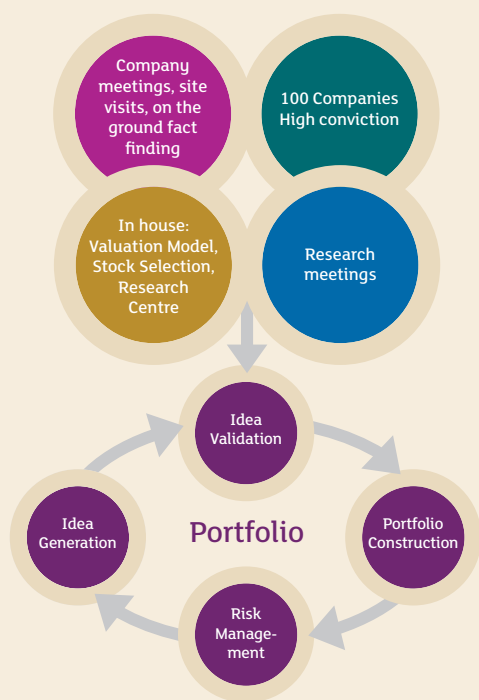 Company
meetings, site
visits, on the
ground fact
finding
100 Companies
High conviction
In house:
Valuation Model,
Stock Selection,
Research
Centre
Research
meetings
Idea
Validation
Idea
Generation
Portfolio
Portfolio
Construction
Risk
Manage-
ment